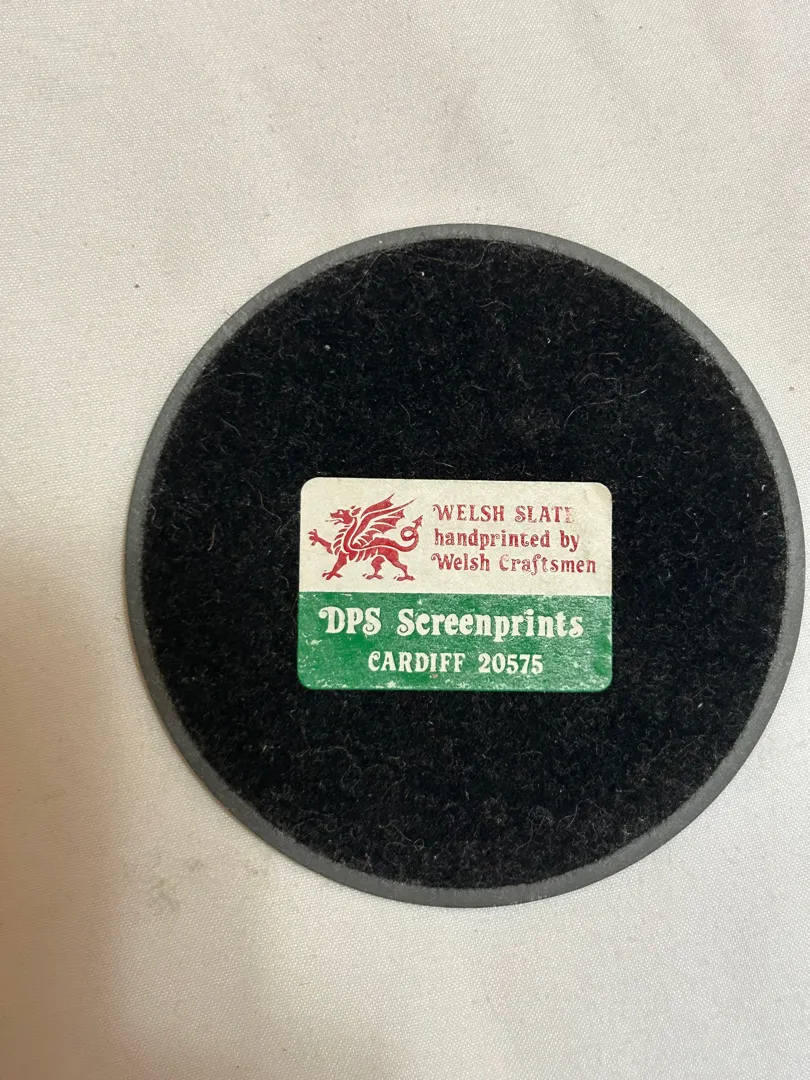 WELSH SLATE
handprinted by
Welsh Craftsmen
DPS Screenprints
CARDIFF 20575